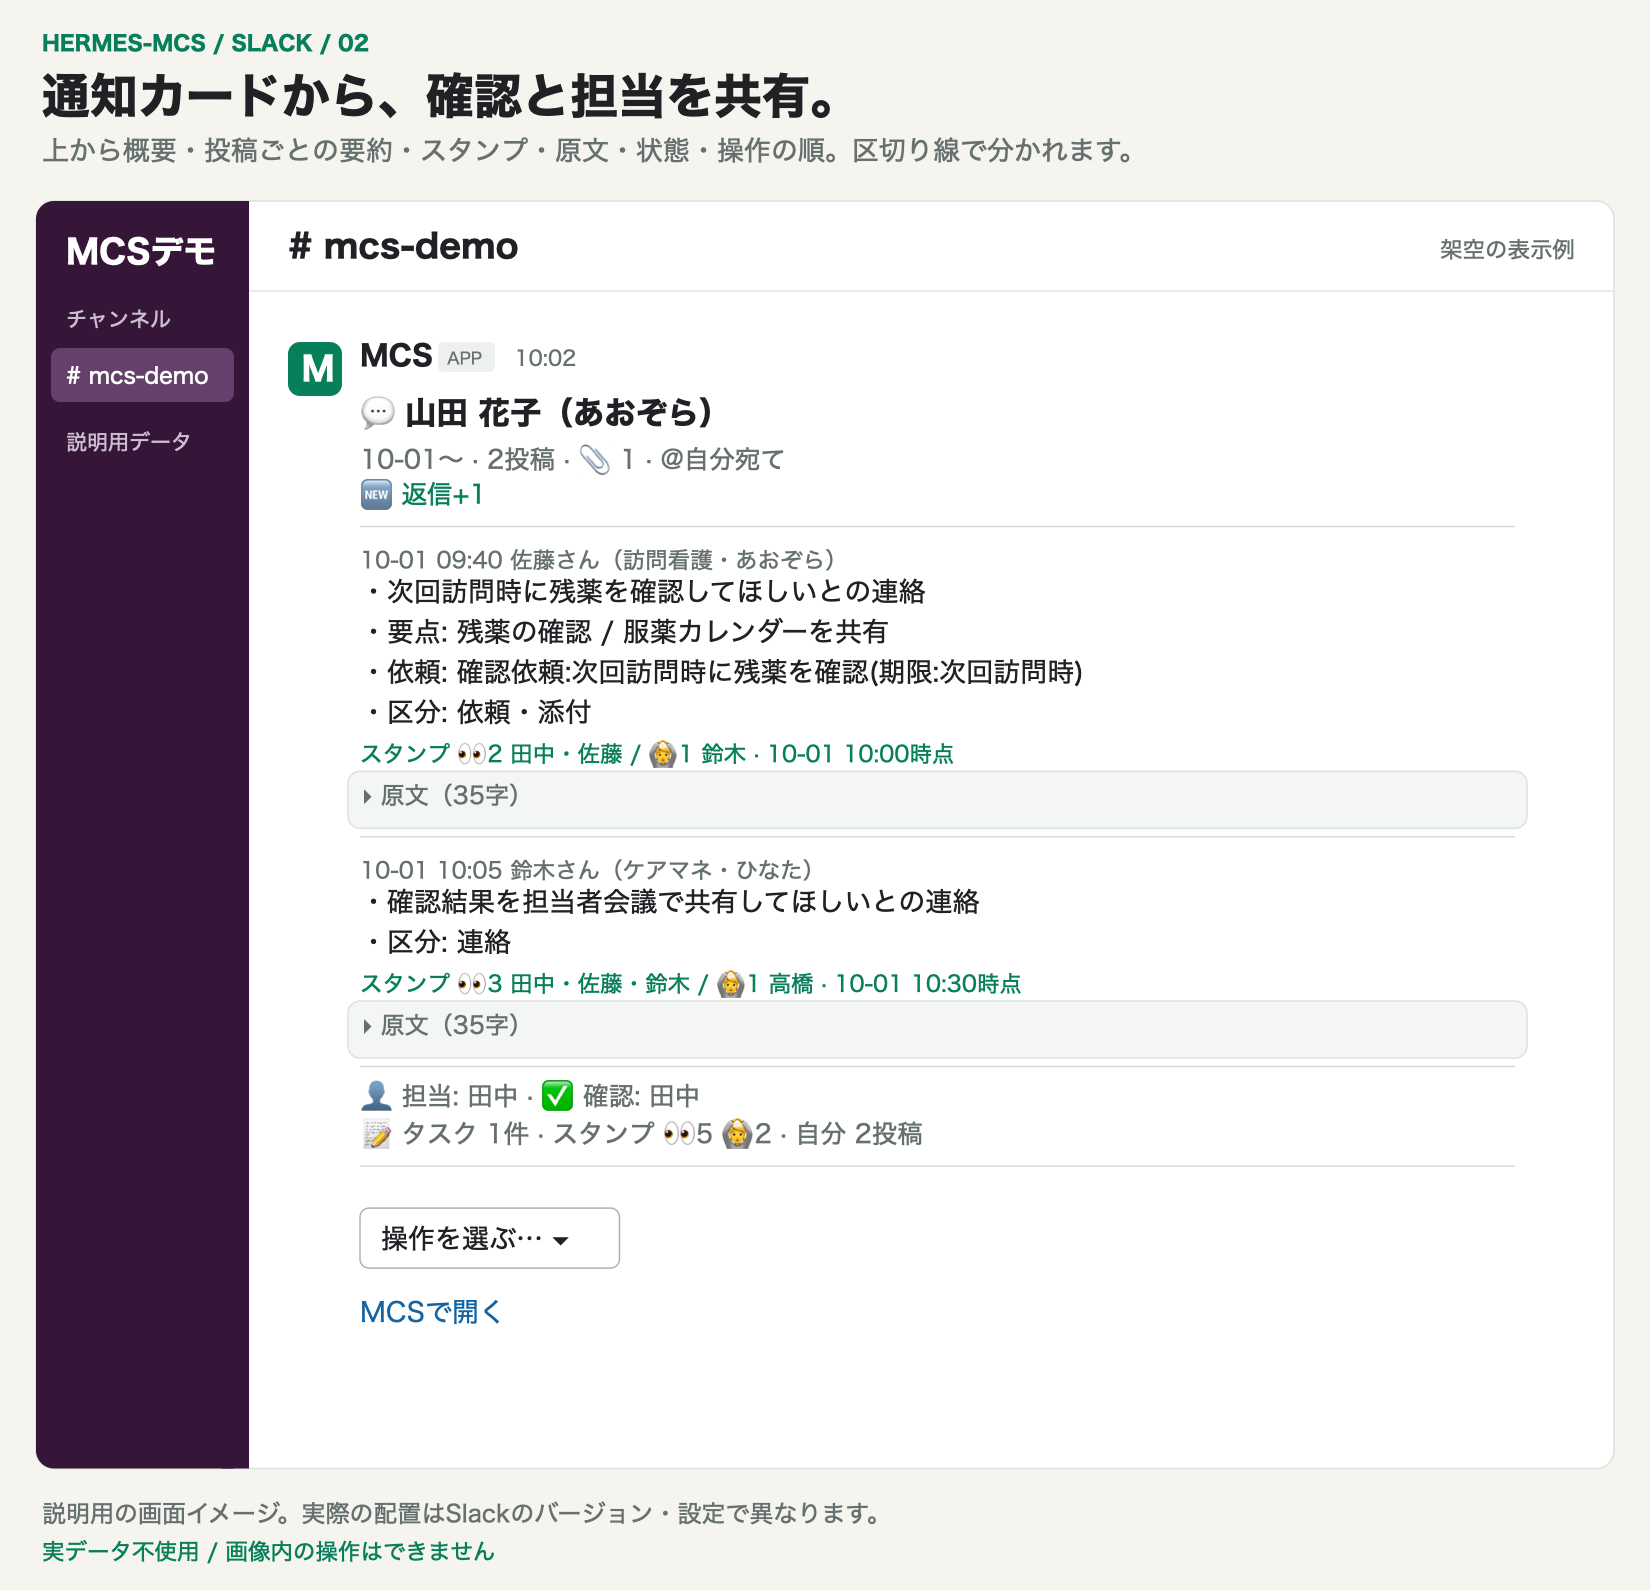 HERMES-MCS / SLACK / 02
通知カードから、確認と担当を共有。
上から概要・投稿ごとの要約・スタンプ・原文・状態・操作の順。区切り線で分かれます。
MCSデモ
チャンネル
# mcs-demo
説明用データ
# mcs-demo
架空の表示例
M
MCS APP 10:02
💬 山田 花子（あおぞら）
10-01〜 · 2投稿 · 📎 1 · @自分宛て
🆕 返信+1
10-01 09:40 佐藤さん（訪問看護・あおぞら）
・次回訪問時に残薬を確認してほしいとの連絡
・要点: 残薬の確認 / 服薬カレンダーを共有
・依頼: 確認依頼:次回訪問時に残薬を確認(期限:次回訪問時)
・区分: 依頼・添付
スタンプ 👀2 田中・佐藤 / 🙆1 鈴木 · 10-01 10:00時点
原文（35字）
10-01 10:05 鈴木さん（ケアマネ・ひなた）
・確認結果を担当者会議で共有してほしいとの連絡
・区分: 連絡
スタンプ 👀3 田中・佐藤・鈴木 / 🙆1 高橋 · 10-01 10:30時点
原文（35字）
👤 担当: 田中 · ✅ 確認: 田中
📝 タスク 1件 · スタンプ 👀5 🙆2 · 自分 2投稿
操作を選ぶ…
MCSで開く
説明用の画面イメージ。実際の配置はSlackのバージョン・設定で異なります。
実データ不使用 / 画像内の操作はできません